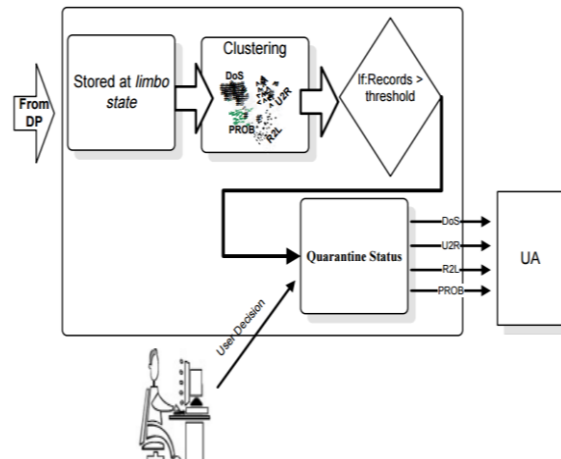 From
DP
Stored at limbo
state
Clustering
DoS
U2R
PROB
R2L
If:Records >
threshold
Quarantine Status
DoS
U2R
R2L
PROB
UA
User Decision